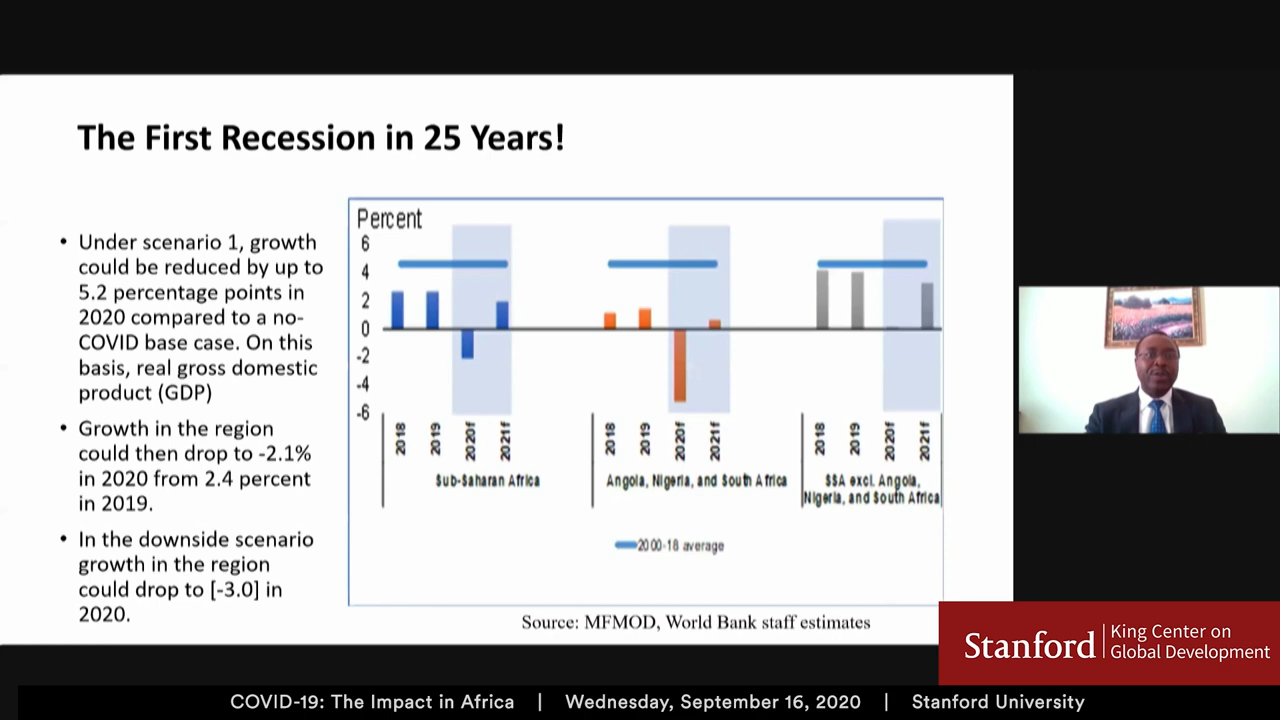 The First Recession in 25 Years!
• Under scenario 1, growth
could be reduced by up to
5.2 percentage points in
2020 compared to a no-
COVID base case. On this
basis, real gross domestic
product (GDP)
• Growth in the region
could then drop to -2.1%
in 2020 from 2.4 percent
in 2019.
• In the downside scenario
growth in the region
could drop to [-3.0] in
2020.
Percent
6
4
2
0
-2
-4
-6
2018 2019 2020f 2021f
Sub-Saharan Africa
2018 2019 2020f 2021f
Angola, Nigeria, and South Africa
2018 2019 2020f 2021f
SSA excl. Angola,
Nigeria, and South Africa
2000-18 average
Source: MFMOD, World Bank staff estimates
Stanford
King Center on
Global Development
COVID-19: The Impact in Africa | Wednesday, September 16, 2020 | Stanford University